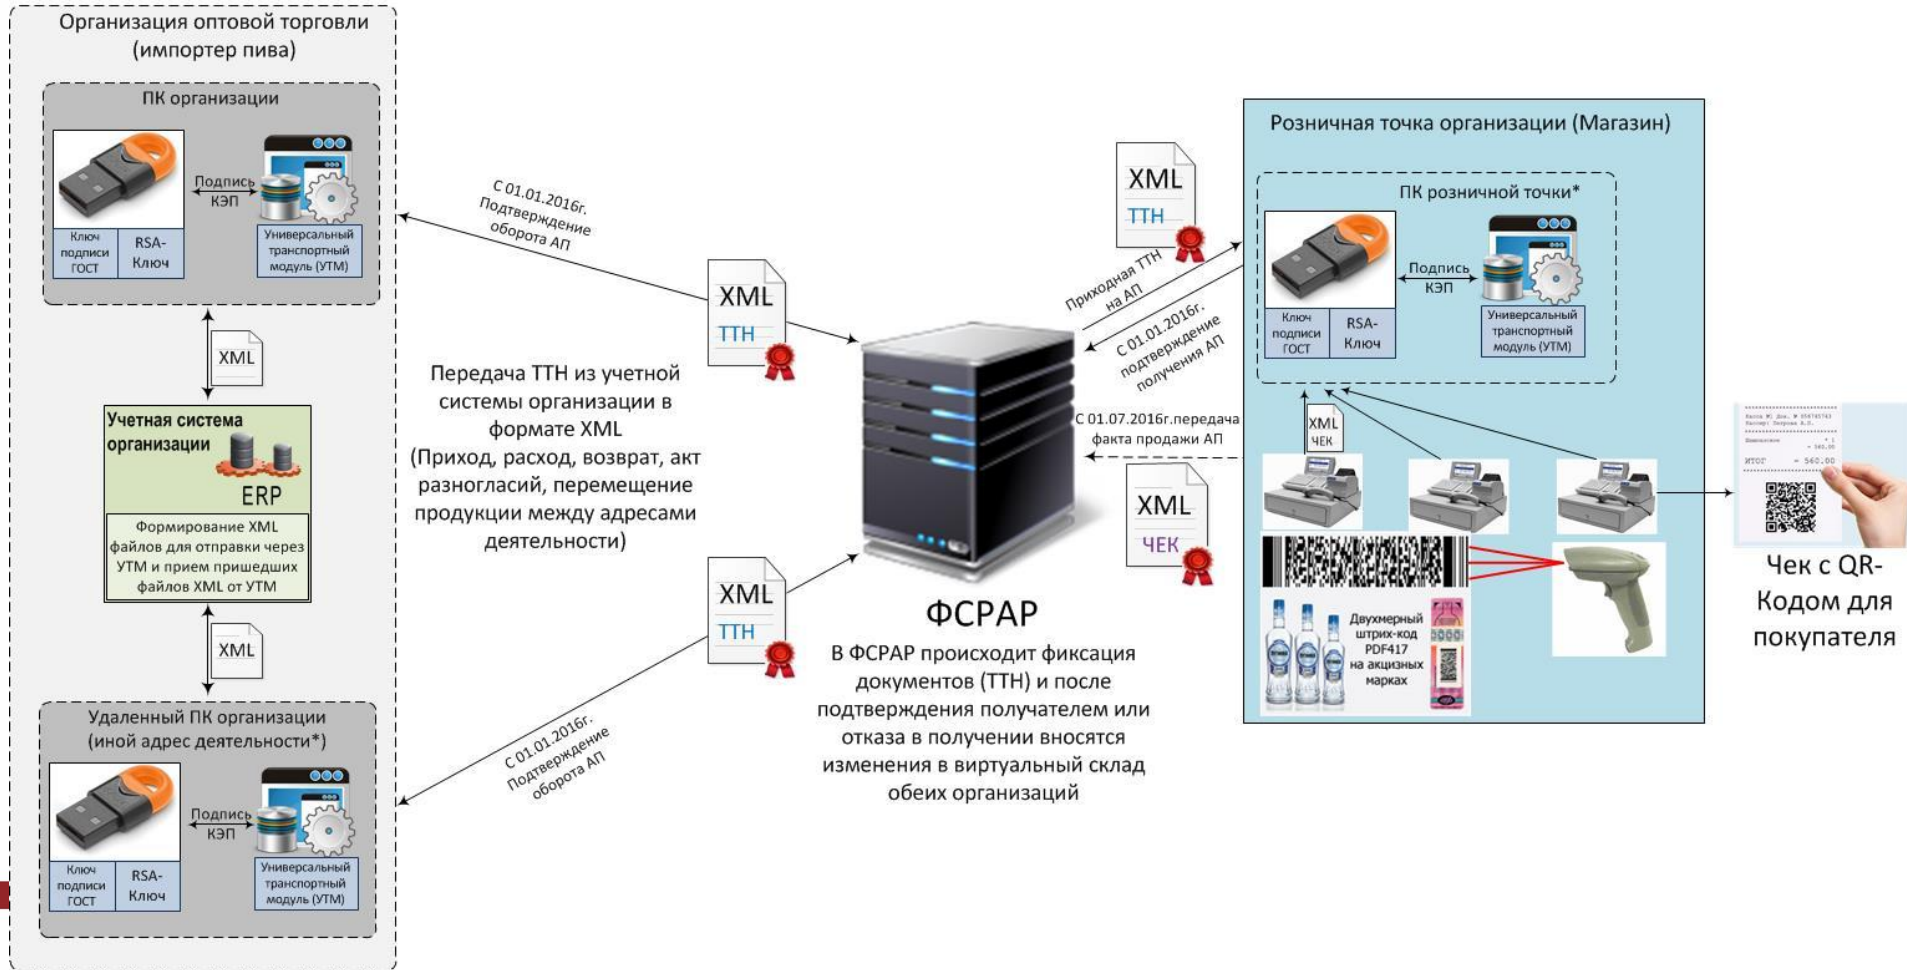 Организация оптовой торговли
(импортер пива)
ПК организации
Подпись
КЭП
Ключ
подписи
ГОСТ
RSA-
Ключ
Универсальный
транспортный
модуль (УТМ)
XML
Учетная система
организации
ERP
Формирование XML
файлов для отправки через
УТМ и прием пришедших
файлов XML от УТМ
XML
Удаленный ПК организации
(иной адрес деятельности*)
Подпись
КЭП
Ключ
подписи
ГОСТ
RSA-
Ключ
Универсальный
транспортный
модуль (УТМ)
С 01.01.2016г.
Подтверждение
оборота АП
XML
ТТН
Передача ТТН из учетной
системы организации в
формате XML
(Приход, расход, возврат, акт
разногласий, перемещение
продукции между адресами
деятельности)
XML
ТТН
С 01.01.2016г.
Подтверждение
оборота АП
ФСРАР
В ФСРАР происходит фиксация
документов (ТТН) и после
подтверждения получателем или
отказа в получении вносятся
изменения в виртуальный склад
обеих организаций
XML
ТТН
Приходная ТТН
на АП
С 01.01.2016г.
подтверждение
получения АП
С 01.07.2016г.передача
факта продажи АП
XML
ЧЕК
Розничная точка организации (Магазин)
ПК розничной точки*
Подпись
КЭП
Ключ
подписи
ГОСТ
RSA-
Ключ
Универсальный
транспортный
модуль (УТМ)
XML
ЧЕК
Двухмерный
штрих-код
PDF417
на акцизных
марках
ИТОГ = 560.00
Чек с QR-
Кодом для
покупателя